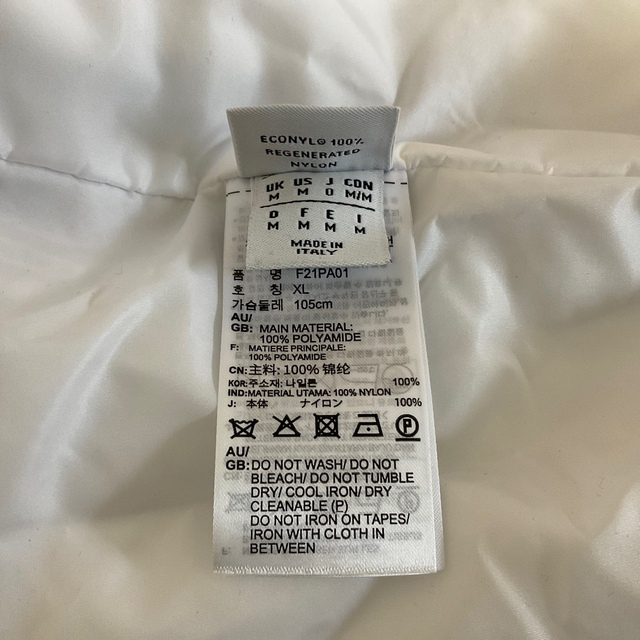 ECONYL® 100%
REGENERATED
NYLON
UK US J CDN
M M O M/M
D F E I
M M M M
MADE IN
ITALY
품 명 F21PA01
호 칭 XL
가슴둘레 105cm
AU/
GB: MAIN MATERIAL:
100% POLYAMIDE
F: MATIERE PRINCIPALE:
100% POLYAMIDE
CN: 主料: 100% 锦纶
KOR: 주소재: 나일론 100%
IND: MATERIAL UTAMA: 100% NYLON
J: 本体 ナイロン 100%
P
AU/
GB: DO NOT WASH/ DO NOT
BLEACH/ DO NOT TUMBLE
DRY/ COOL IRON/ DRY
CLEANABLE (P)
DO NOT IRON ON TAPES/
IRON WITH CLOTH IN
BETWEEN